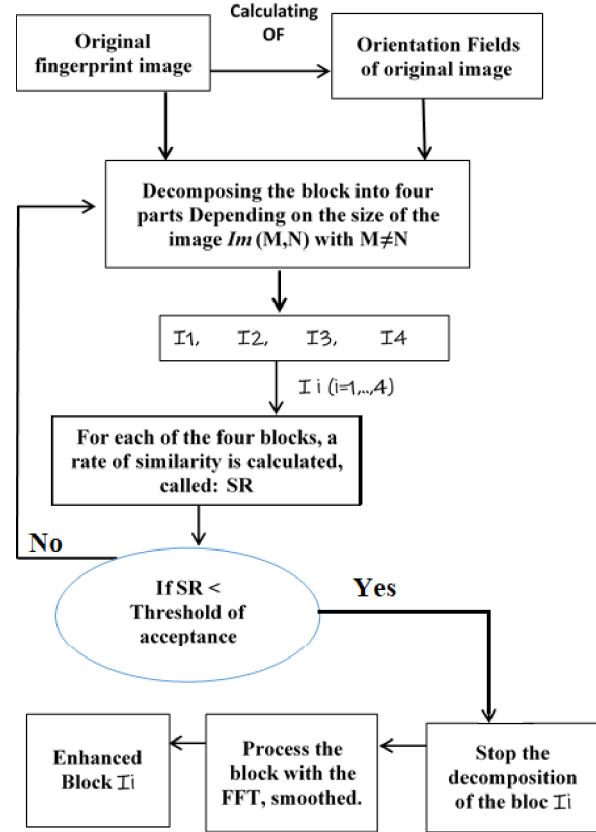 Calculating
OF
Original
fingerprint image
Orientation Fields
of original image
Decomposing the block into four
parts Depending on the size of the
image Im (M,N) with M≠N
I1, I2, I3, I4
I i (i=1,..,4)
For each of the four blocks, a
rate of similarity is calculated,
called: SR
No
If SR <
Threshold of
acceptance
Yes
Enhanced
Block Ii
Process the
block with the
FFT, smoothed.
Stop the
decomposition
of the bloc Ii